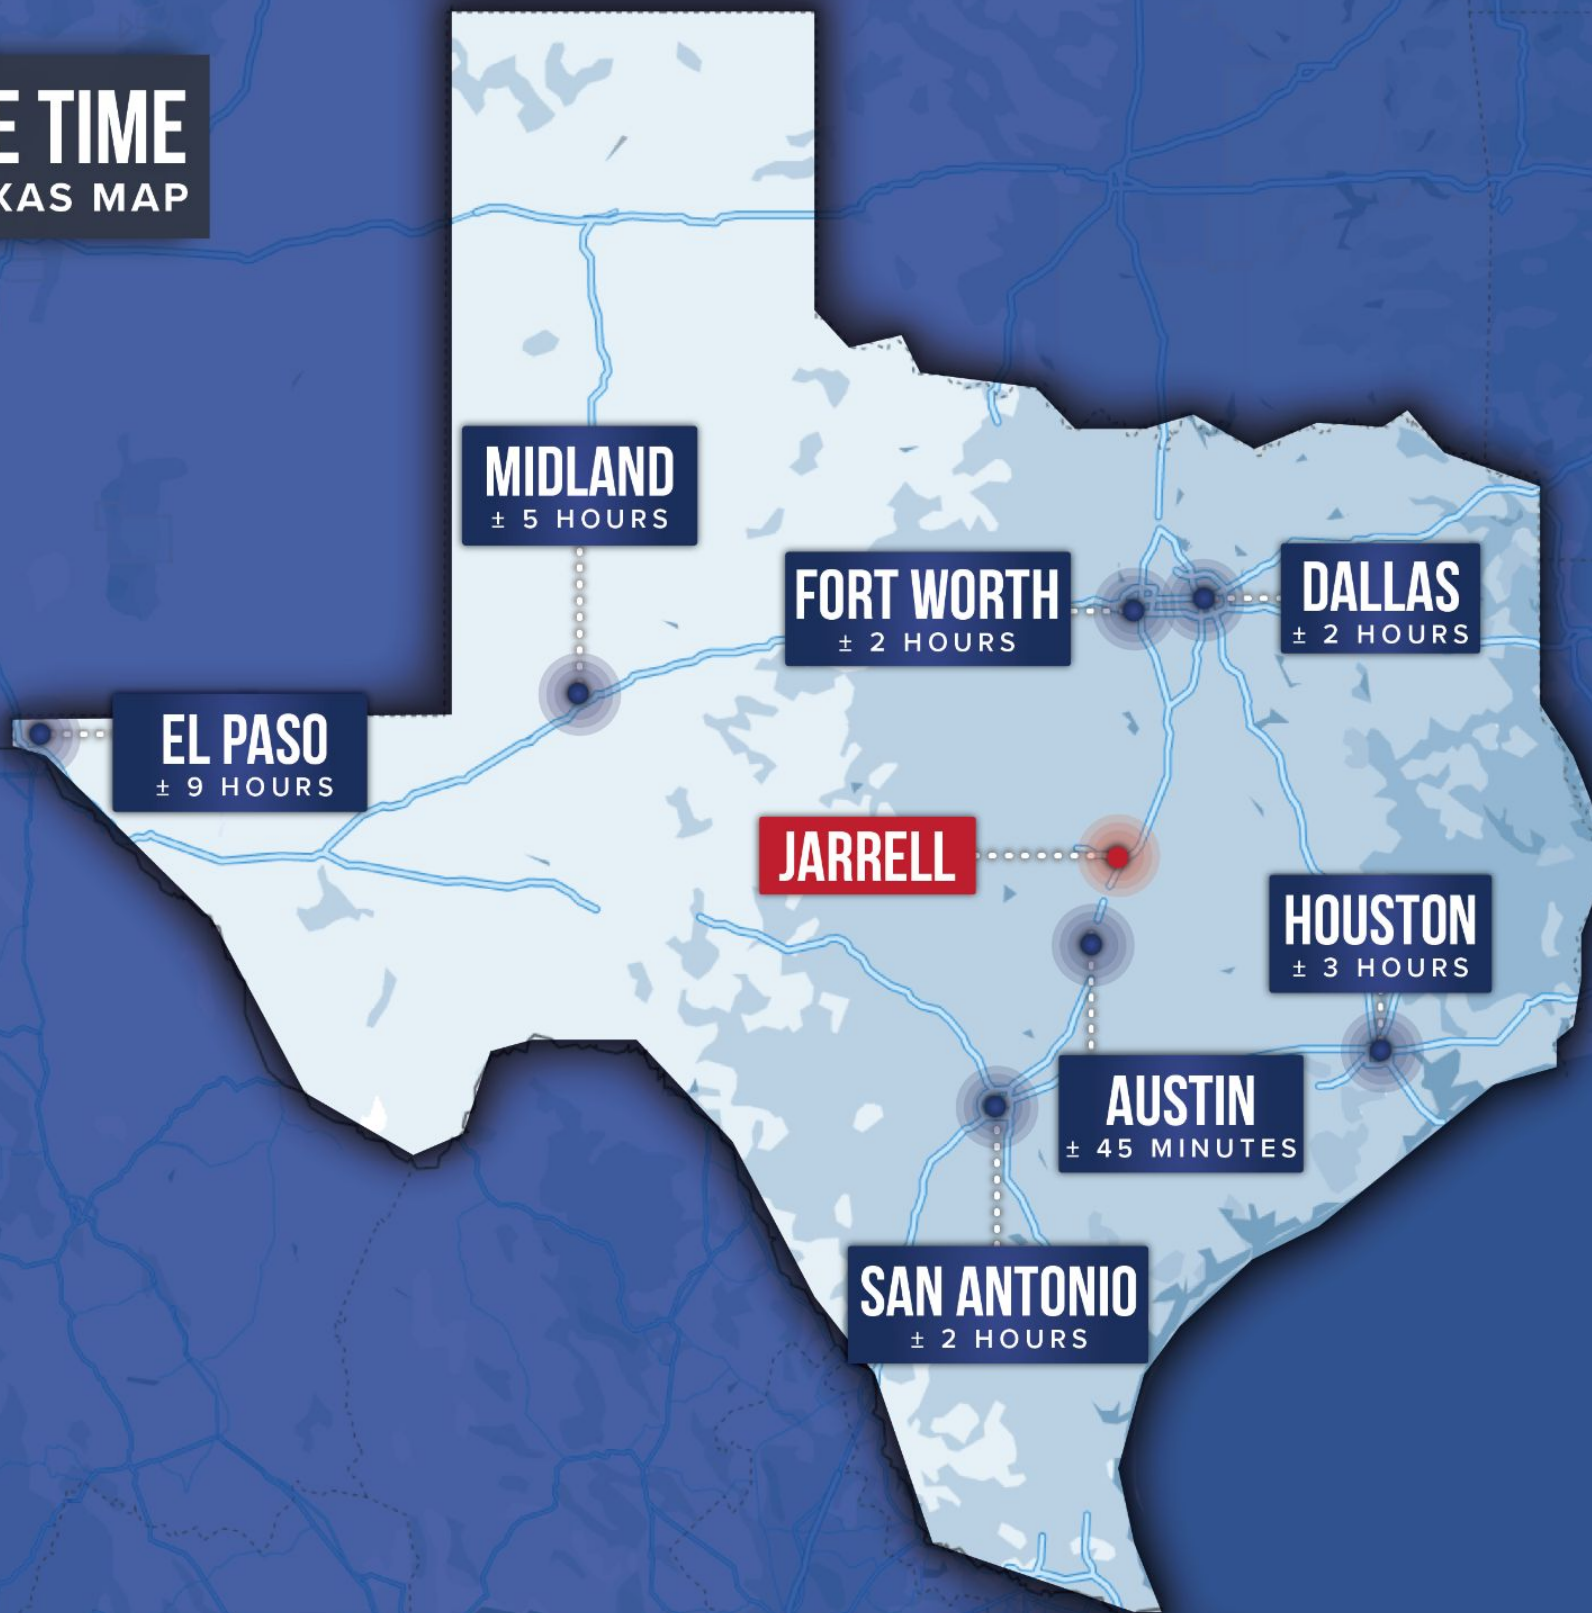 E TIME
XAS MAP
MIDLAND
± 5 HOURS
FORT WORTH
± 2 HOURS
DALLAS
± 2 HOURS
EL PASO
± 9 HOURS
JARRELL
HOUSTON
± 3 HOURS
AUSTIN
± 45 MINUTES
SAN ANTONIO
± 2 HOURS